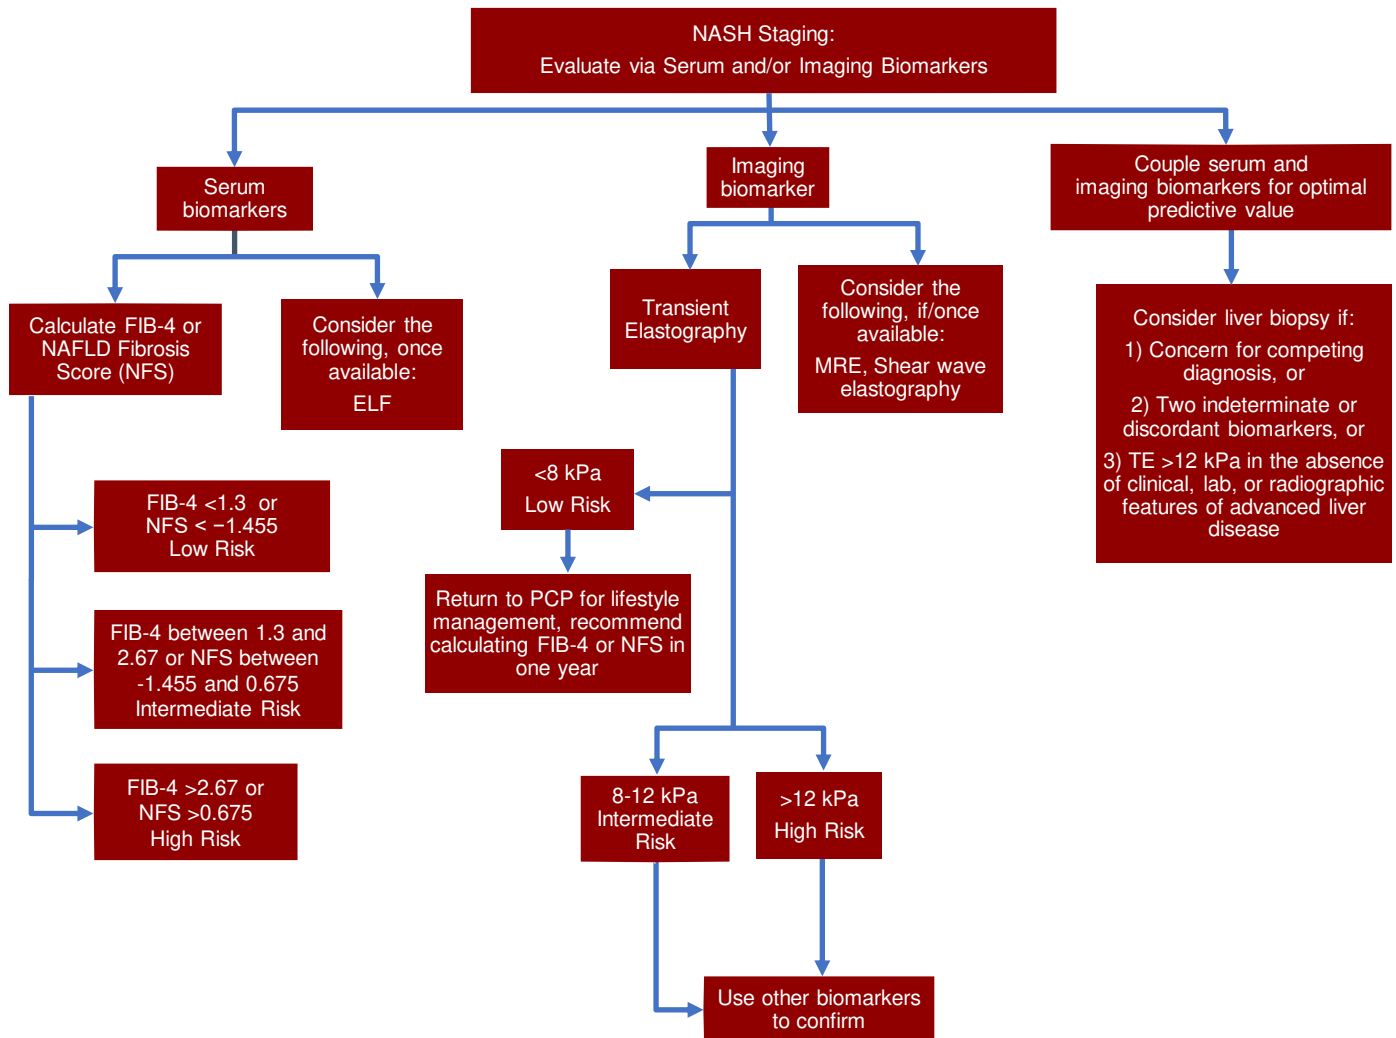 NASH Staging:
Evaluate via Serum and/or Imaging Biomarkers
Serum
biomarkers
Calculate FIB-4 or
NAFLD Fibrosis
Score (NFS)
Consider the
following, once
available:
ELF
FIB-4 <1.3 or
NFS < −1.455
Low Risk
FIB-4 between 1.3 and
2.67 or NFS between
-1.455 and 0.675
Intermediate Risk
FIB-4 >2.67 or
NFS >0.675
High Risk
Imaging
biomarker
Transient
Elastography
Consider the
following, if/once
available:
MRE, Shear wave
elastography
<8 kPa
Low Risk
Return to PCP for lifestyle
management, recommend
calculating FIB-4 or NFS in
one year
8-12 kPa
Intermediate
Risk
>12 kPa
High Risk
Use other biomarkers
to confirm
Couple serum and
imaging biomarkers for optimal
predictive value
Consider liver biopsy if:
1) Concern for competing
diagnosis, or
2) Two indeterminate or
discordant biomarkers, or
3) TE >12 kPa in the absence
of clinical, lab, or radiographic
features of advanced liver
disease